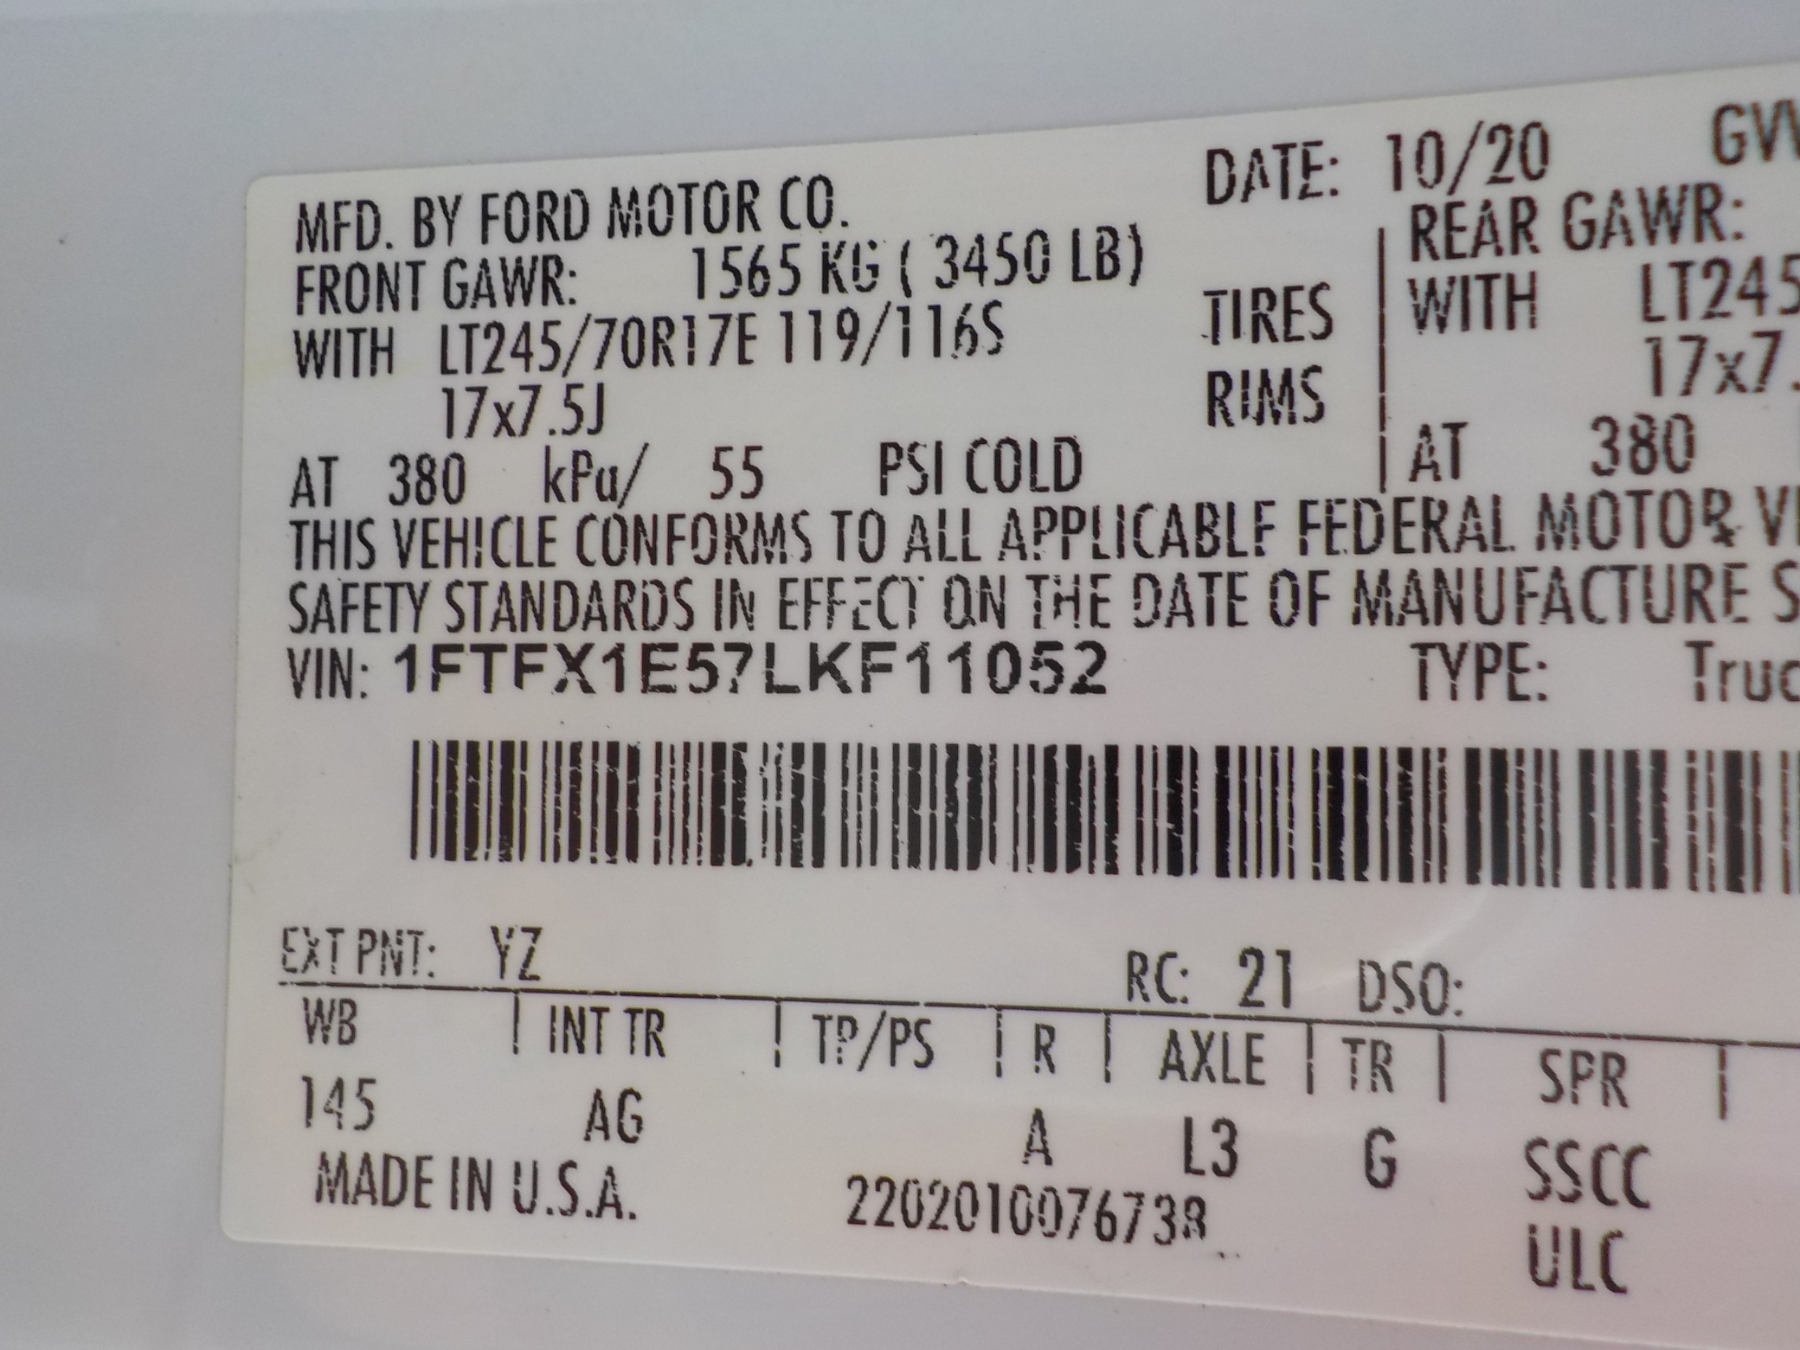 DATE: 10/20
MFD. BY FORD MOTOR CO.
FRONT GAWR: 1565 KG ( 3450 LB) REAR GAWR:
WITH LT245/70R17E 119/116S TIRES WITH LT245
17x7.5J RIMS 17x7.
AT 380 kPa/ 55 PSI COLD AT 380
THIS VEHICLE CONFORMS TO ALL APPLICABLE FEDERAL MOTOR
SAFETY STANDARDS IN EFFECT ON THE DATE OF MANUFACTURE
VIN: 1FTFX1E57LKF11052 TYPE: Truc
EXT PNT: YZ RC: 21 DSO:
WB INT TR TP/PS R AXLE TR SPR
145 AG A L3 G SSCC
MADE IN U.S.A. 2202010076738 ULC